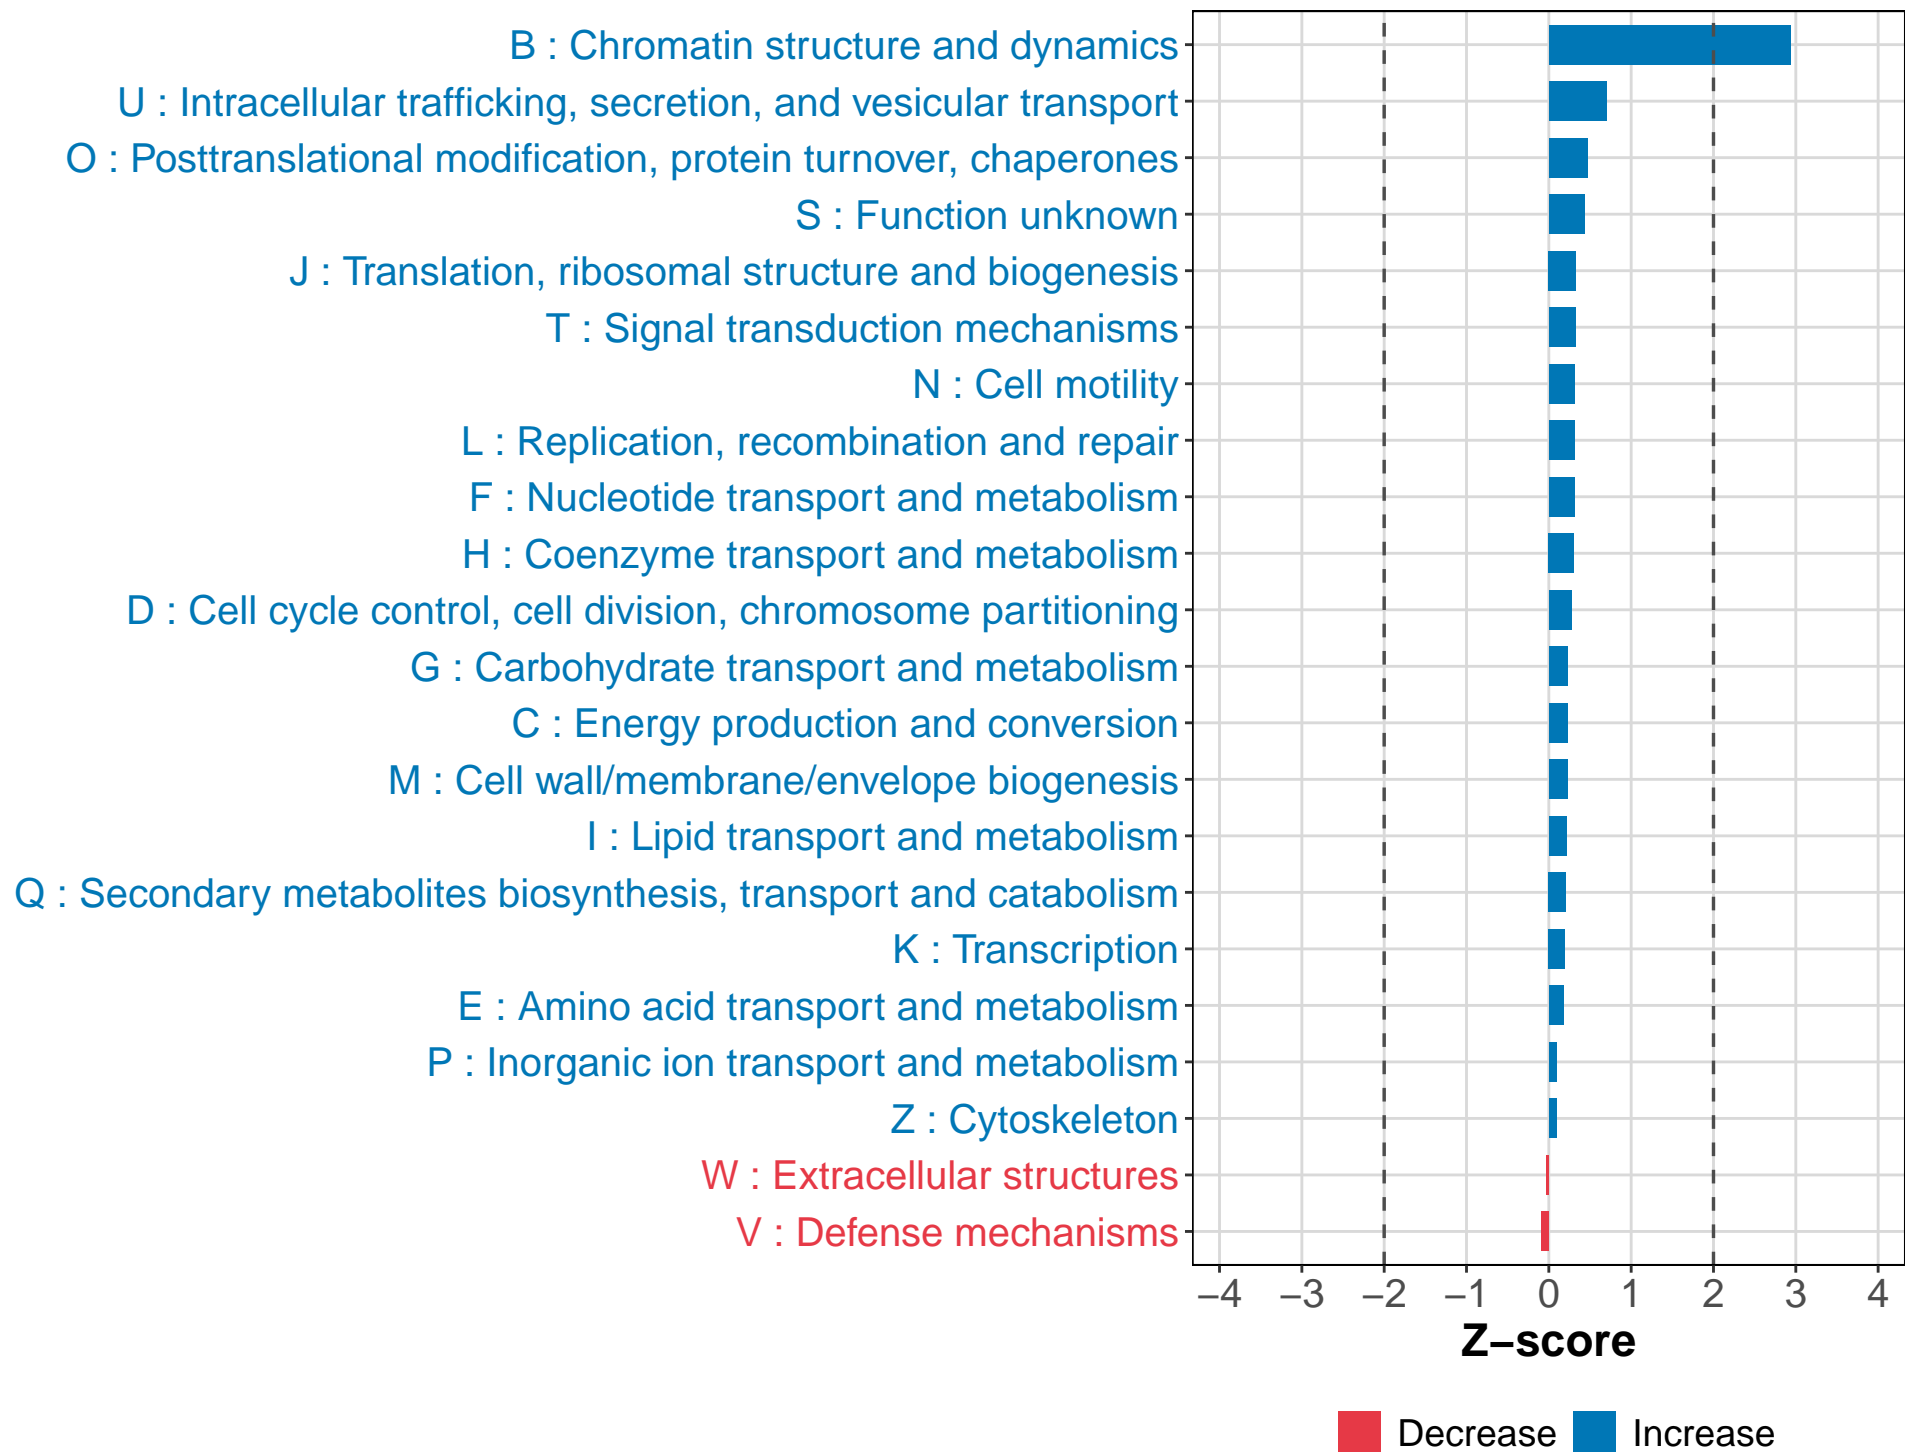 B : Chromatin structure and dynamics
U : Intracellular trafficking, secretion, and vesicular transport
O : Posttranslational modification, protein turnover, chaperones
S : Function unknown
J : Translation, ribosomal structure and biogenesis
T : Signal transduction mechanisms
N : Cell motility
L : Replication, recombination and repair
F : Nucleotide transport and metabolism
H : Coenzyme transport and metabolism
D : Cell cycle control, cell division, chromosome partitioning
G : Carbohydrate transport and metabolism
C : Energy production and conversion
M : Cell wall/membrane/envelope biogenesis
I : Lipid transport and metabolism
Q : Secondary metabolites biosynthesis, transport and catabolism
K : Transcription
E : Amino acid transport and metabolism
P : Inorganic ion transport and metabolism
Z : Cytoskeleton
W : Extracellular structures
V : Defense mechanisms
−4 −3 −2 −1 0 1 2 3 4
Z−score
Decrease Increase